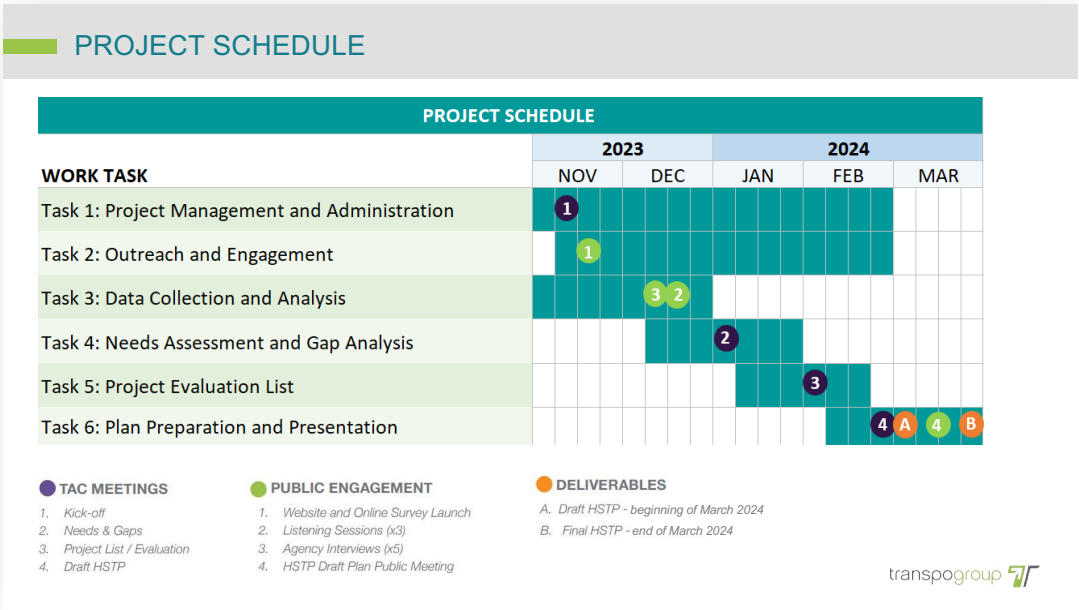 PROJECT SCHEDULE
PROJECT SCHEDULE
2023 2024
WORK TASK NOV DEC JAN FEB MAR
Task 1: Project Management and Administration 1
Task 2: Outreach and Engagement 1
Task 3: Data Collection and Analysis 3 2
Task 4: Needs Assessment and Gap Analysis 2
Task 5: Project Evaluation List 3
Task 6: Plan Preparation and Presentation 4 A 4 B
TAC MEETINGS
1. Kick-off
2. Needs & Gaps
3. Project List / Evaluation
4. Draft HSTP
PUBLIC ENGAGEMENT
1. Website and Online Survey Launch
2. Listening Sessions (x3)
3. Agency Interviews (x5)
4. HSTP Draft Plan Public Meeting
DELIVERABLES
A. Draft HSTP - beginning of March 2024
B. Final HSTP - end of March 2024
transpogroup